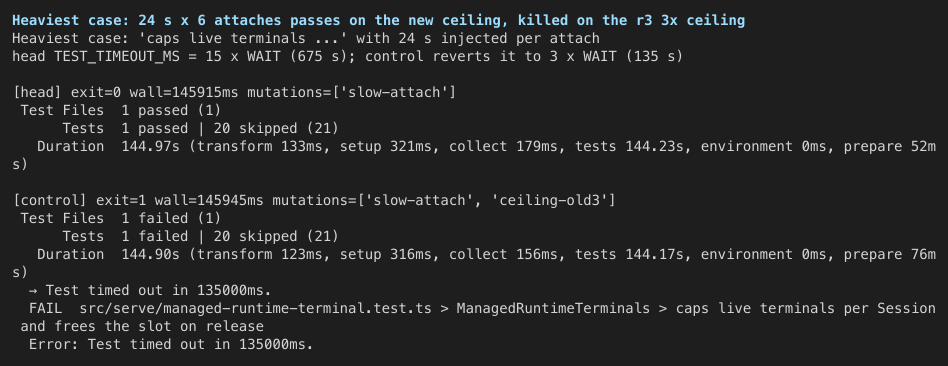 Heaviest case: 24 s x 6 attaches passes on the new ceiling, killed on the r3 3x ceiling
Heaviest case: 'caps live terminals ...' with 24 s injected per attach
head TEST_TIMEOUT_MS = 15 x WAIT (675 s); control reverts it to 3 x WAIT (135 s)

[head] exit=0 wall=145915ms mutations=['slow-attach']
 Test Files  1 passed (1)
      Tests  1 passed | 20 skipped (21)
   Duration  144.97s (transform 133ms, setup 321ms, collect 179ms, tests 144.23s, environment 0ms, prepare 52m
s)

[control] exit=1 wall=145945ms mutations=['slow-attach', 'ceiling-old3']
 Test Files  1 failed (1)
      Tests  1 failed | 20 skipped (21)
   Duration  144.90s (transform 123ms, setup 316ms, collect 156ms, tests 144.17s, environment 0ms, prepare 76m
s)
  → Test timed out in 135000ms.
  FAIL  src/serve/managed-runtime-terminal.test.ts > ManagedRuntimeTerminals > caps live terminals per Session
 and frees the slot on release
  Error: Test timed out in 135000ms.